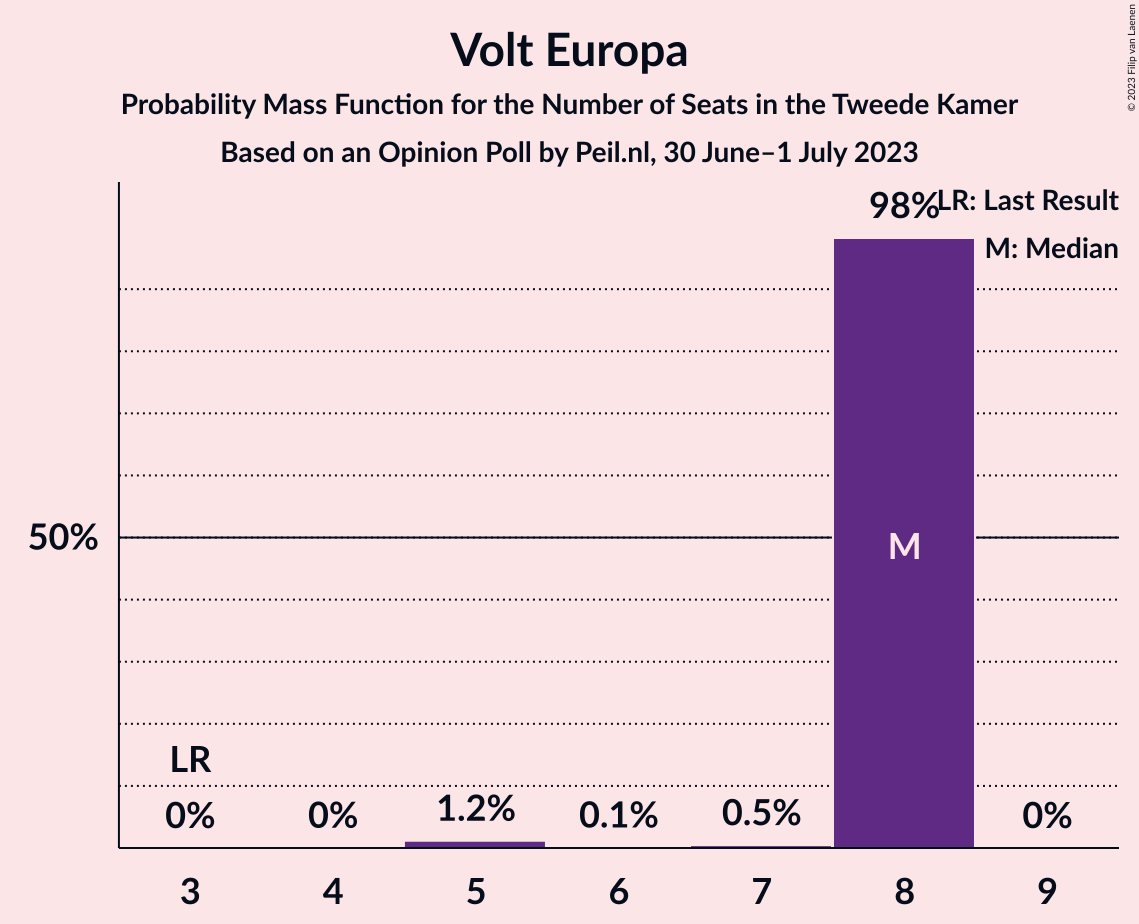 Volt Europa
Probability Mass Function for the Number of Seats in the Tweede Kamer
Based on an Opinion Poll by Peil.nl, 30 June–1 July 2023
© 2023 Filip van Laenen
LR: Last Result
M: Median
98%
50%
M
LR
0%
0%
1.2%
0.1%
0.5%
0%
3
4
5
6
7
8
9